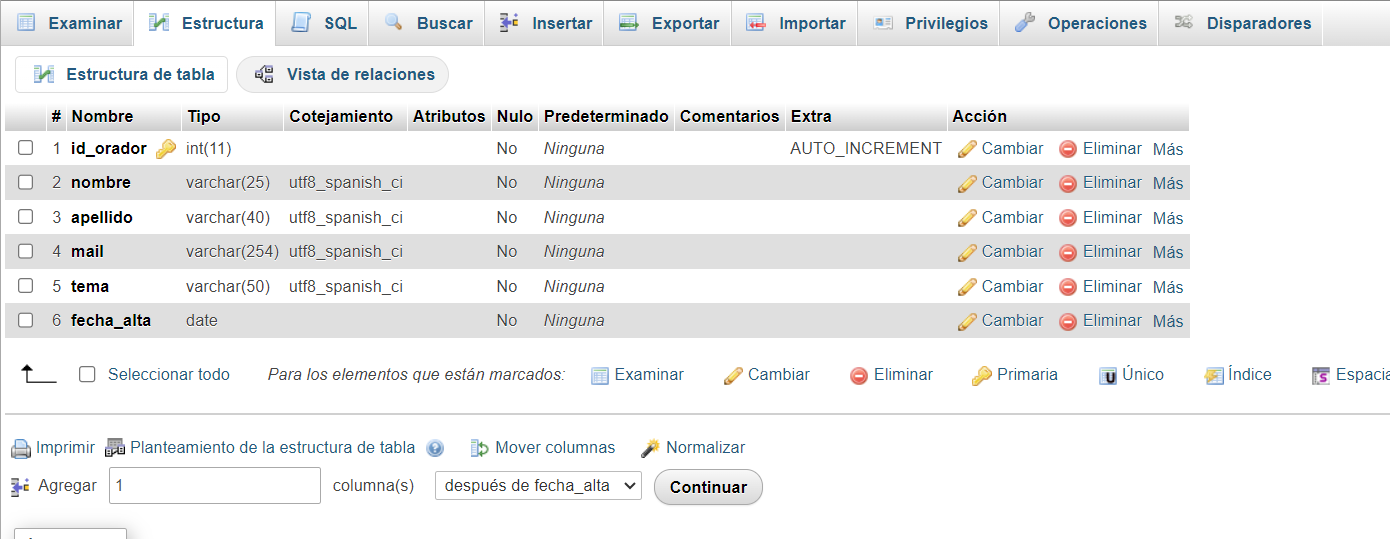 Examinar Estructura SQL Buscar Insertar Exportar Importar Privilegios Operaciones Disparadores
Estructura de tabla Vista de relaciones
# Nombre Tipo Cotejamiento Atributos Nulo Predeterminado Comentarios Extra Acción
1 id_orador int(11) No Ninguna AUTO_INCREMENT Cambiar Eliminar Más
2 nombre varchar(25) utf8_spanish_ci No Ninguna Cambiar Eliminar Más
3 apellido varchar(40) utf8_spanish_ci No Ninguna Cambiar Eliminar Más
4 mail varchar(254) utf8_spanish_ci No Ninguna Cambiar Eliminar Más
5 tema varchar(50) utf8_spanish_ci No Ninguna Cambiar Eliminar Más
6 fecha_alta date No Ninguna Cambiar Eliminar Más
Seleccionar todo Para los elementos que están marcados: Examinar Cambiar Eliminar Primaria Único Índice Espacia
Imprimir Planteamiento de la estructura de tabla Mover columnas Normalizar
Agregar 1 columna(s) después de fecha_alta Continuar